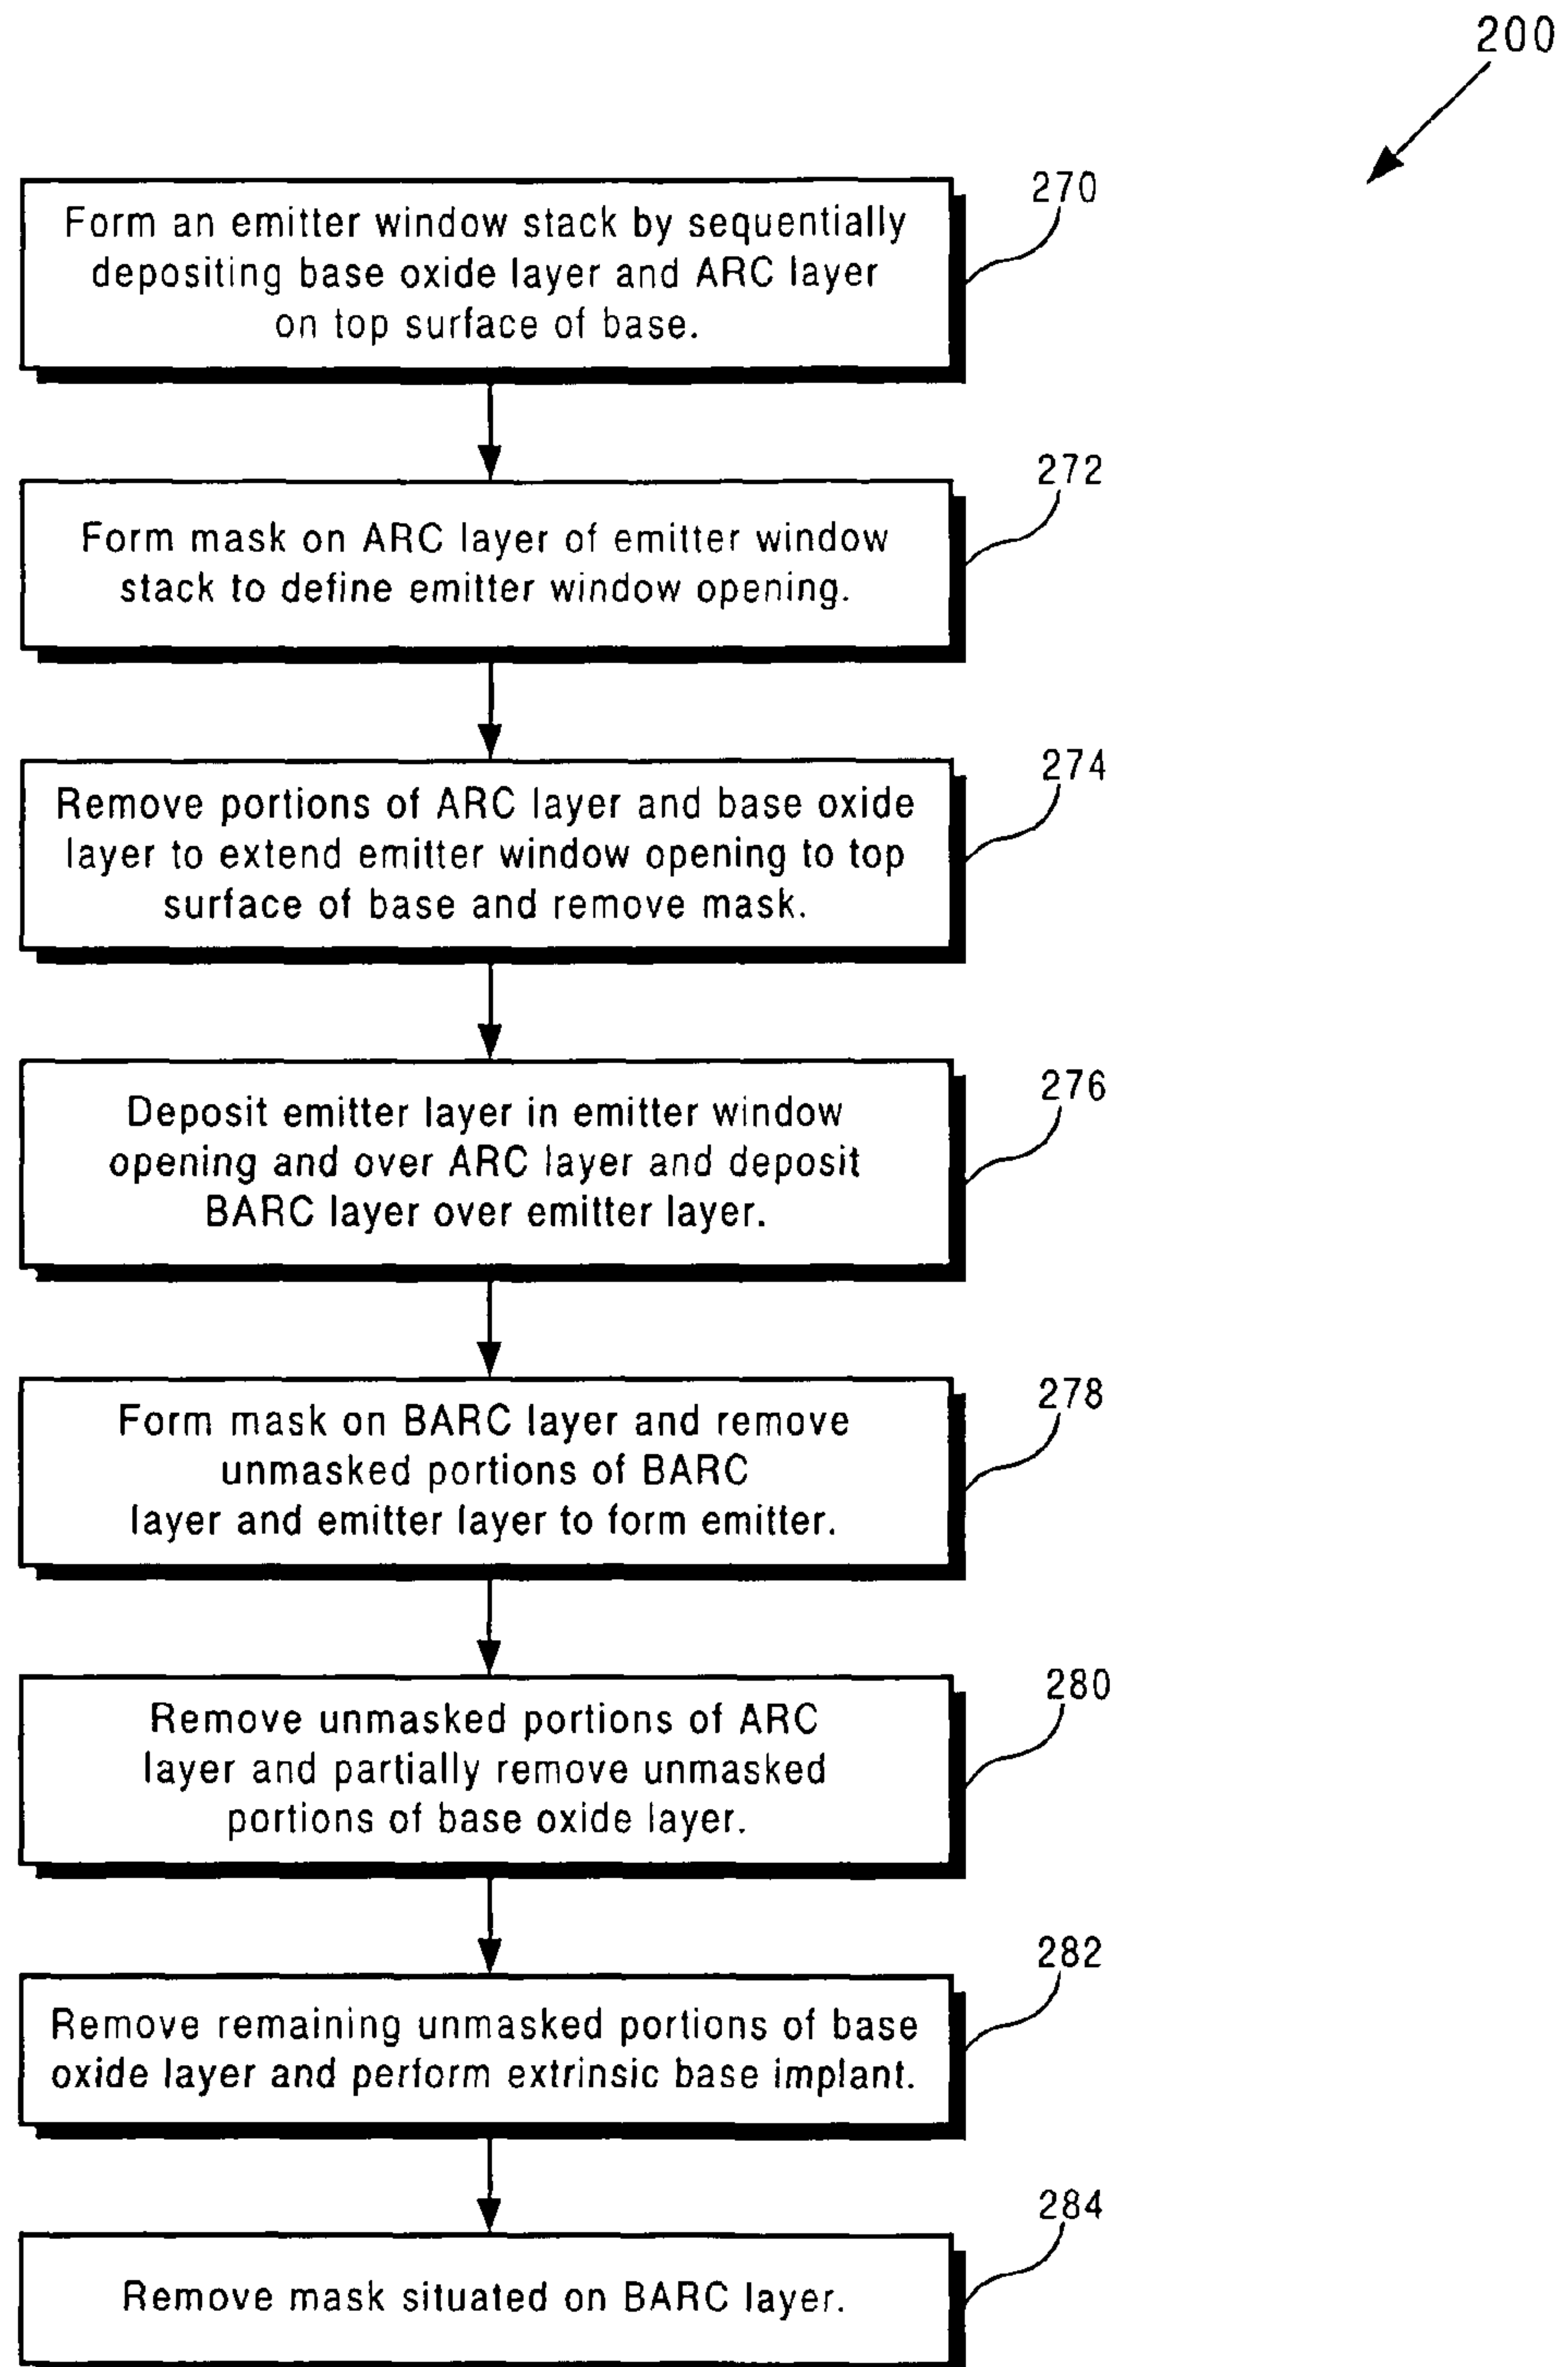 200
270
Form an emitter window stack by sequentially
depositing base oxide layer and ARC layer
on top surface of base.
272
Form mask on ARC layer of emitter window
stack to define emitter window opening.
274
Remove portions of ARC layer and base oxide
layer to extend emitter window opening to top
surface of base and remove mask.
276
Deposit emitter layer in emitter window
opening and over ARC layer and deposit
BARC layer over emitter layer.
278
Form mask on BARC layer and remove
unmasked portions of BARC
layer and emitter layer to form emitter.
280
Remove unmasked portions of ARC
layer and partially remove unmasked
portions of base oxide layer.
282
Remove remaining unmasked portions of base
oxide layer and perform extrinsic base implant.
284
Remove mask situated on BARC layer.